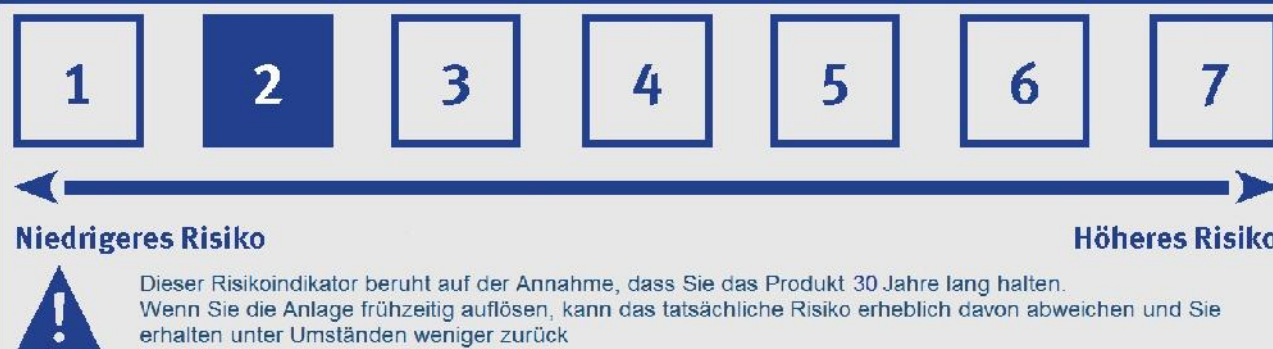 1 2 3 4 5 6 7
Niedrigeres Risiko Höheres Risiko
Dieser Risikoindikator beruht auf der Annahme, dass Sie das Produkt 30 Jahre lang halten.
Wenn Sie die Anlage frühzeitig auflösen, kann das tatsächliche Risiko erheblich davon abweichen und Sie
erhalten unter Umständen weniger zurück